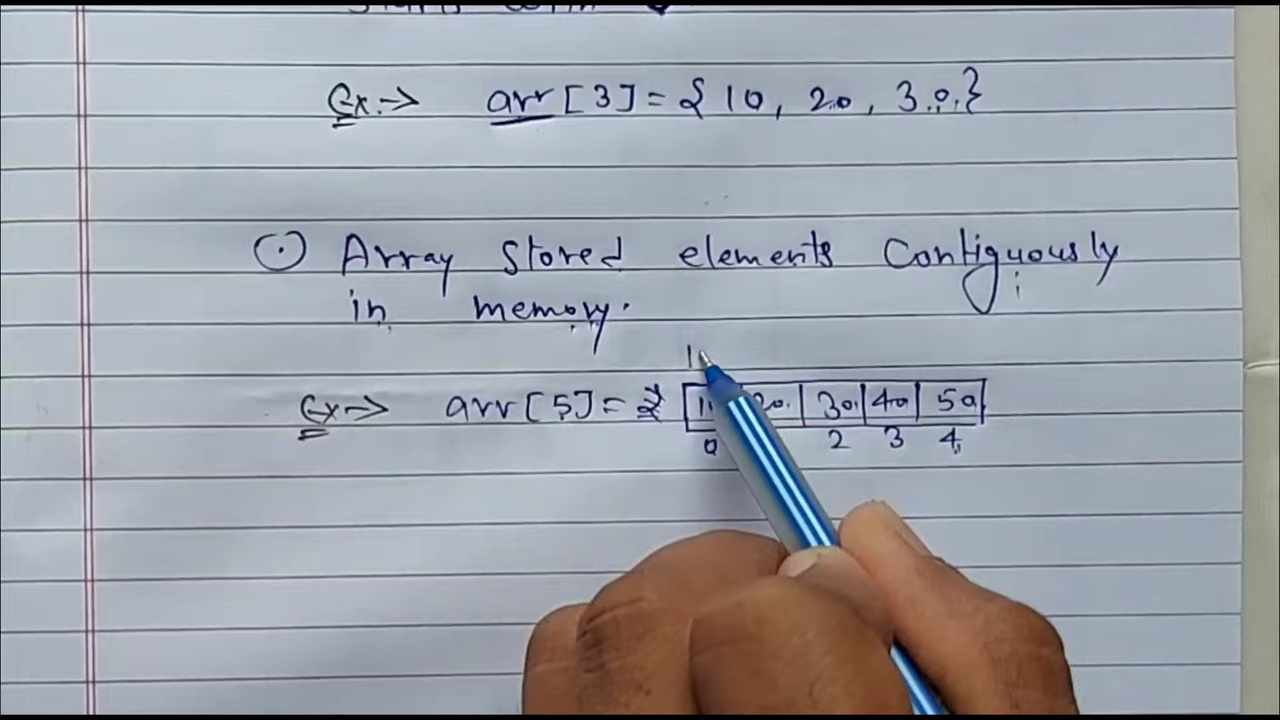 Ex.→ arr[3]={10, 20, 30}
⊙ Array Stored elements Contiguously
in memory.
Ex→ arr[5]= 30 40 50
0 2 3 4